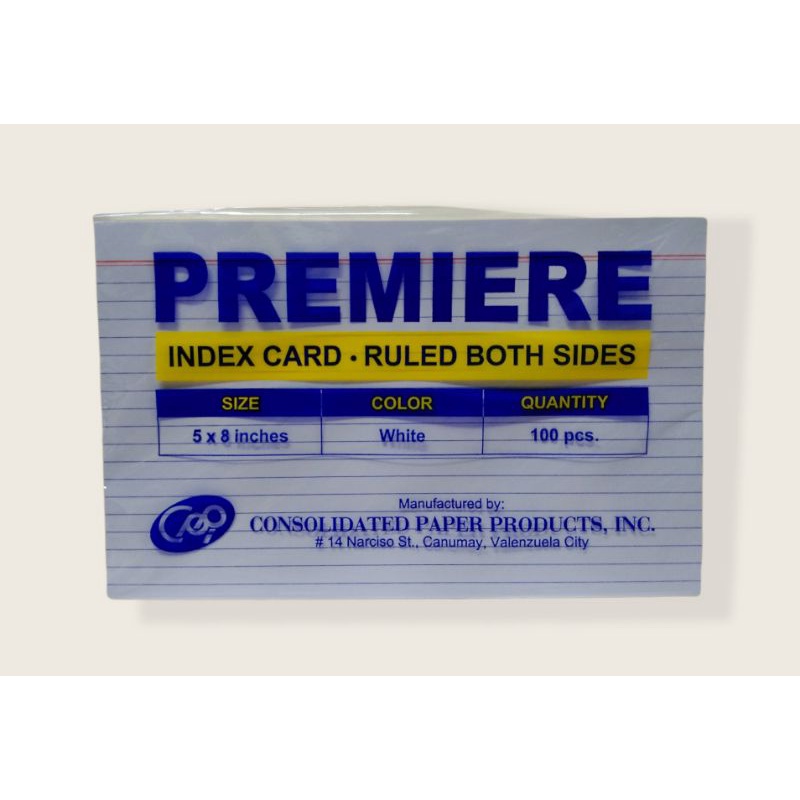 PREMIERE
INDEX CARD • RULED BOTH SIDES
SIZE COLOR QUANTITY
5 x 8 inches White 100 pcs.
Manufactured by:
CONSOLIDATED PAPER PRODUCTS, INC.
# 14 Narciso St., Canumay, Valenzuela City